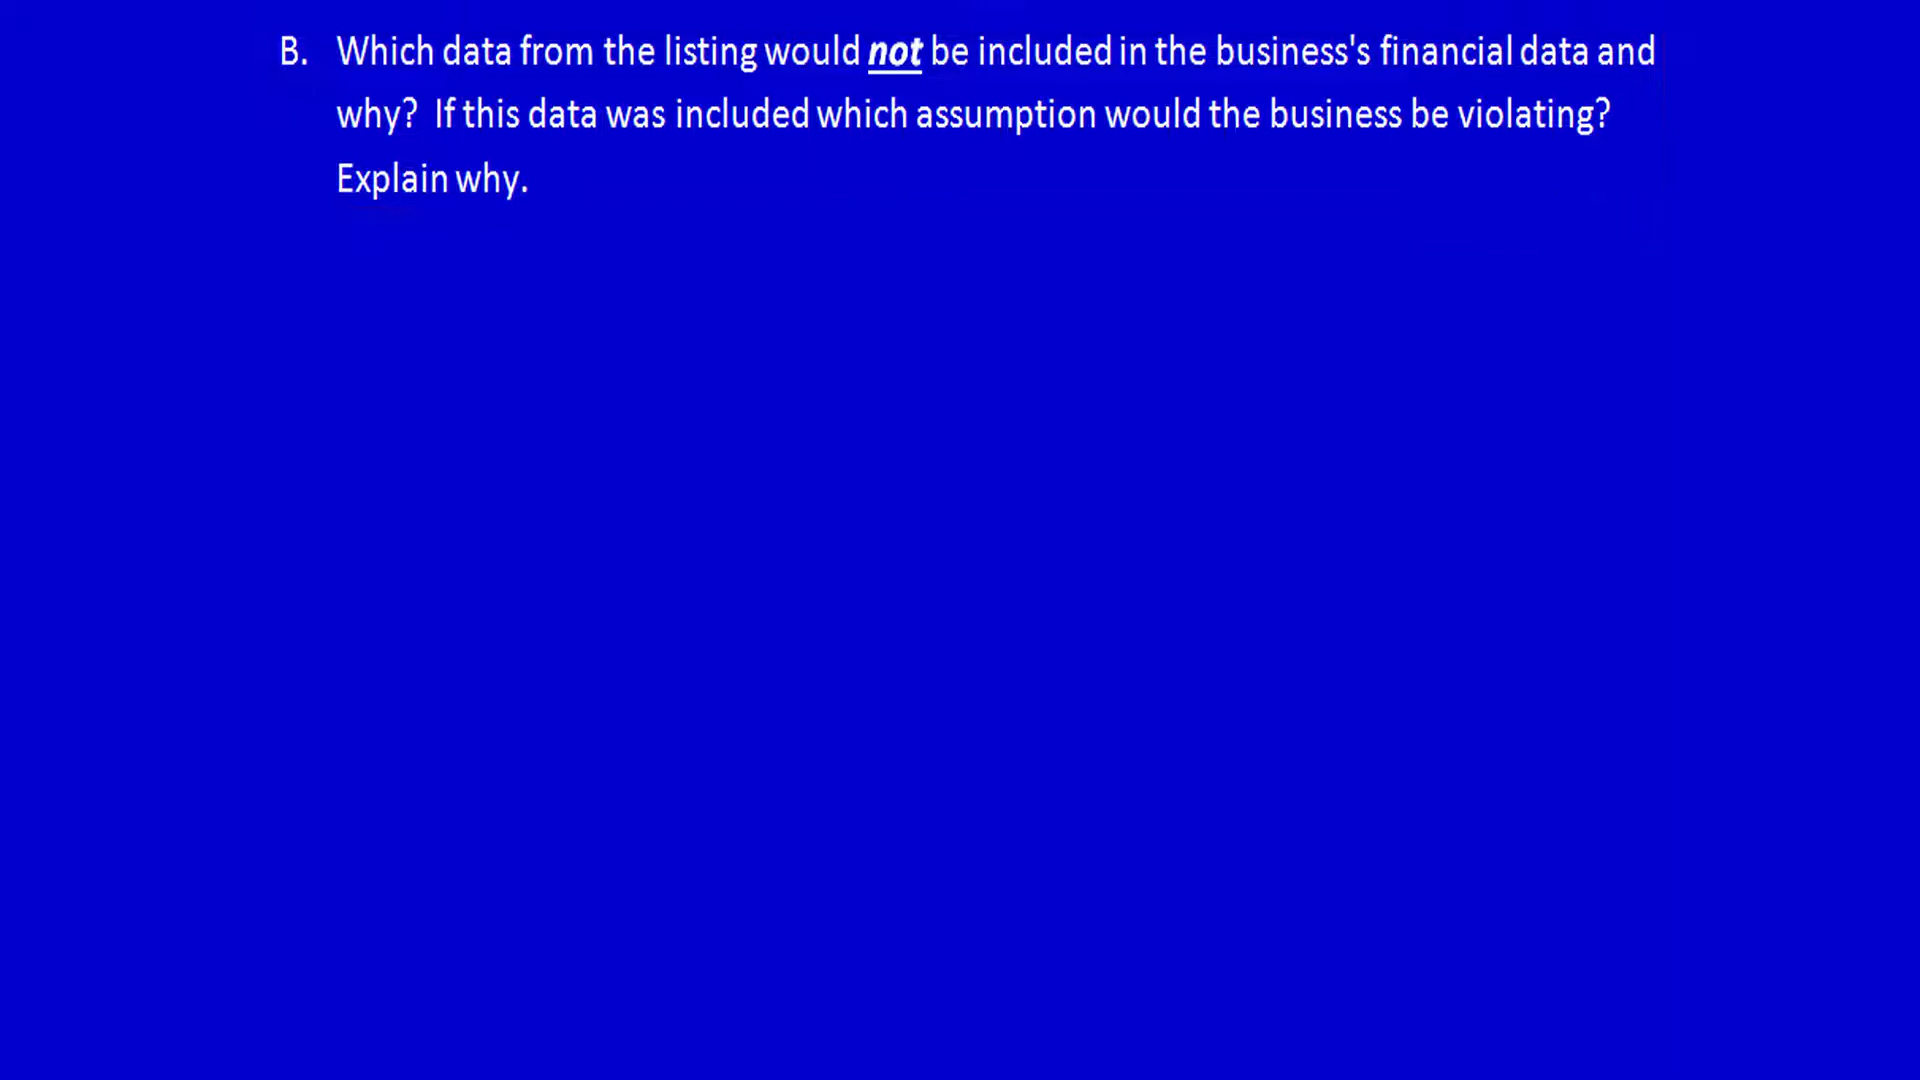 B. Which data from the listing would not be included in the business's financial data and
why? If this data was included which assumption would the business be violating?
Explain why.